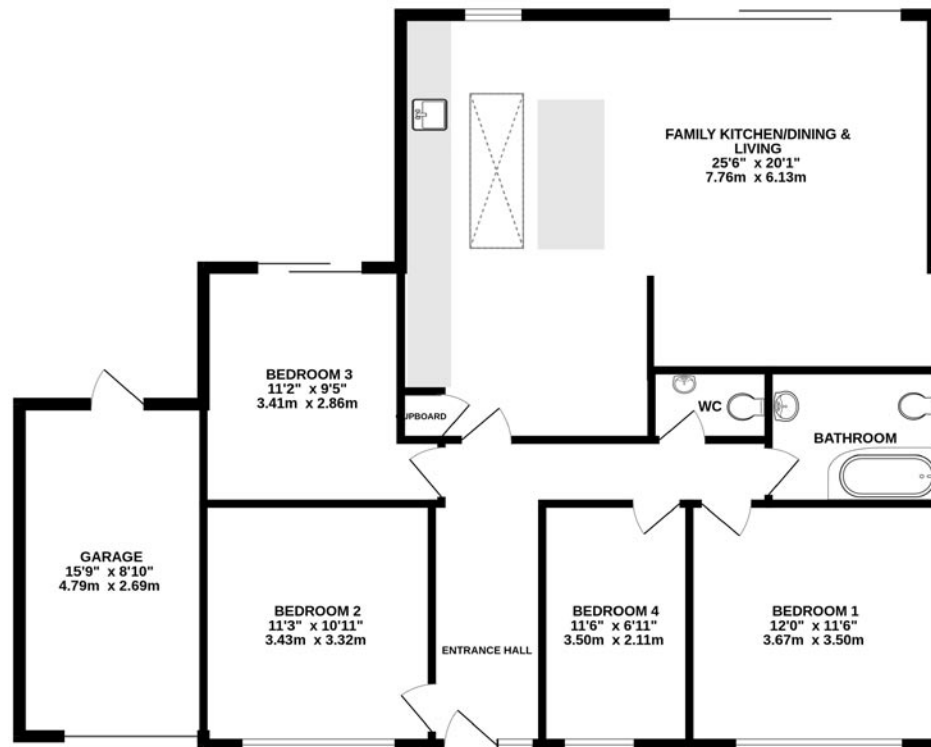 FAMILY KITCHEN/DINING &
LIVING
25'6" x 20'1"
7.76m x 6.13m
BEDROOM 3
11'2" x 9'5"
3.41m x 2.86m
UPBOARD
WC
BATHROOM
GARAGE
15'9" x 8'10"
4.79m x 2.69m
BEDROOM 2
11'3" x 10'11"
3.43m x 3.32m
ENTRANCE HALL
BEDROOM 4
11'6" x 6'11"
3.50m x 2.11m
BEDROOM 1
12'0" x 11'6"
3.67m x 3.50m